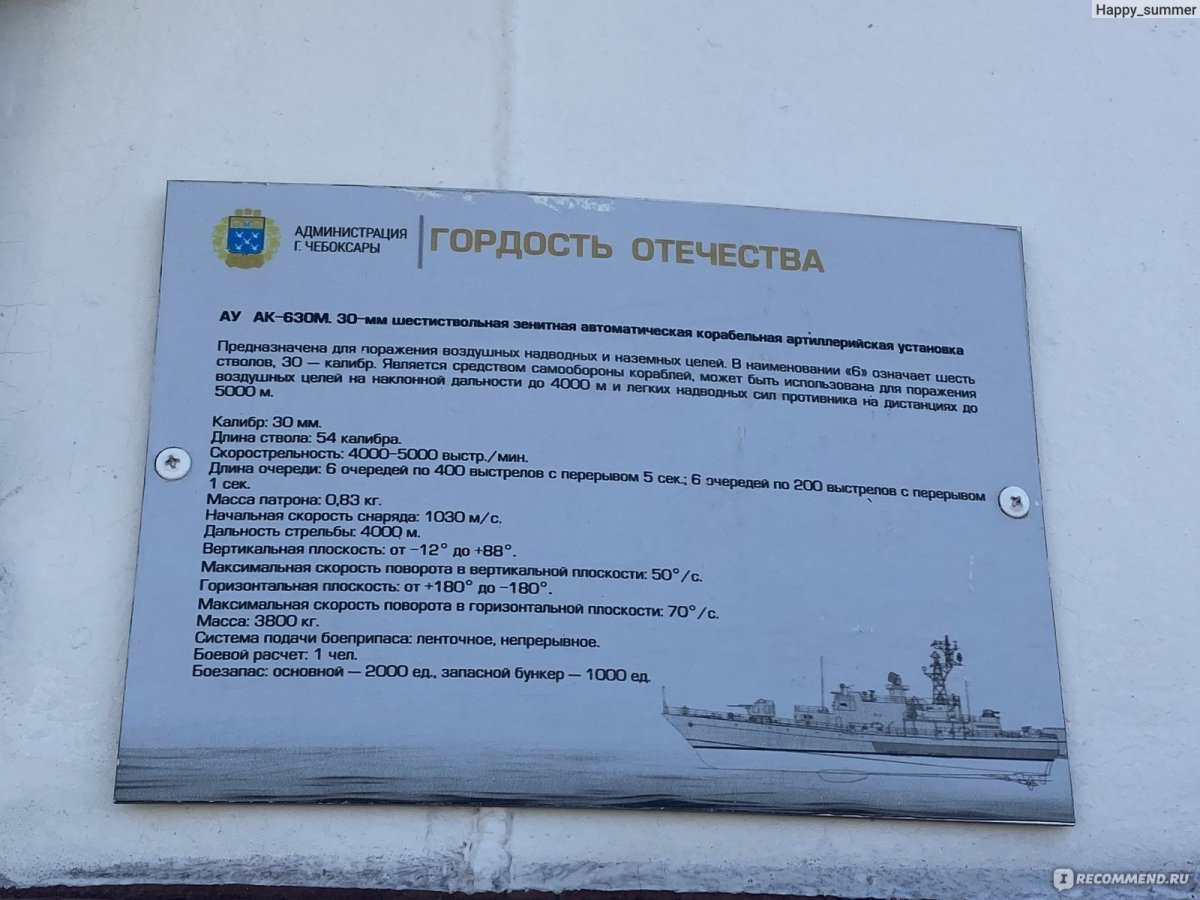 Happy_summer
АДМИНИСТРАЦИЯ
Г. ЧЕБОКСАРЫ
ГОРДОСТЬ ОТЕЧЕСТВА
АУ АК-630М. 30-мм шестиствольная зенитная автоматическая корабельная артиллерийская установка
Предназначена для поражения воздушных надводных и наземных целей. В наименовании «6» означает шесть
стволов, 30 — калибр. Является средством самообороны кораблей, может быть использована для поражения
воздушных целей на наклонной дальности до 4000 м и легких надводных сил противника на дистанциях до
5000 м.
Калибр: 30 мм.
Длина ствола: 54 калибра.
Скорострельность: 4000-5000 выстр./мин.
Длина очереди: 6 очередей по 400 выстрелов с перерывом 5 сек.; 6 очередей по 200 выстрелов с перерывом
1 сек.
Масса патрона: 0,83 кг.
Начальная скорость снаряда: 1030 м/с.
Дальность стрельбы: 4000 м.
Вертикальная плоскость: от -12° до +88°.
Максимальная скорость поворота в вертикальной плоскости: 50°/с.
Горизонтальная плоскость: от +180° до -180°.
Максимальная скорость поворота в горизонтальной плоскости: 70°/с.
Масса: 3800 кг.
Система подачи боеприпаса: ленточное, непрерывное.
Боевой расчет: 1 чел.
Боезапас: основной — 2000 ед., запасной бункер — 1000 ед.
RECOMMEND.RU